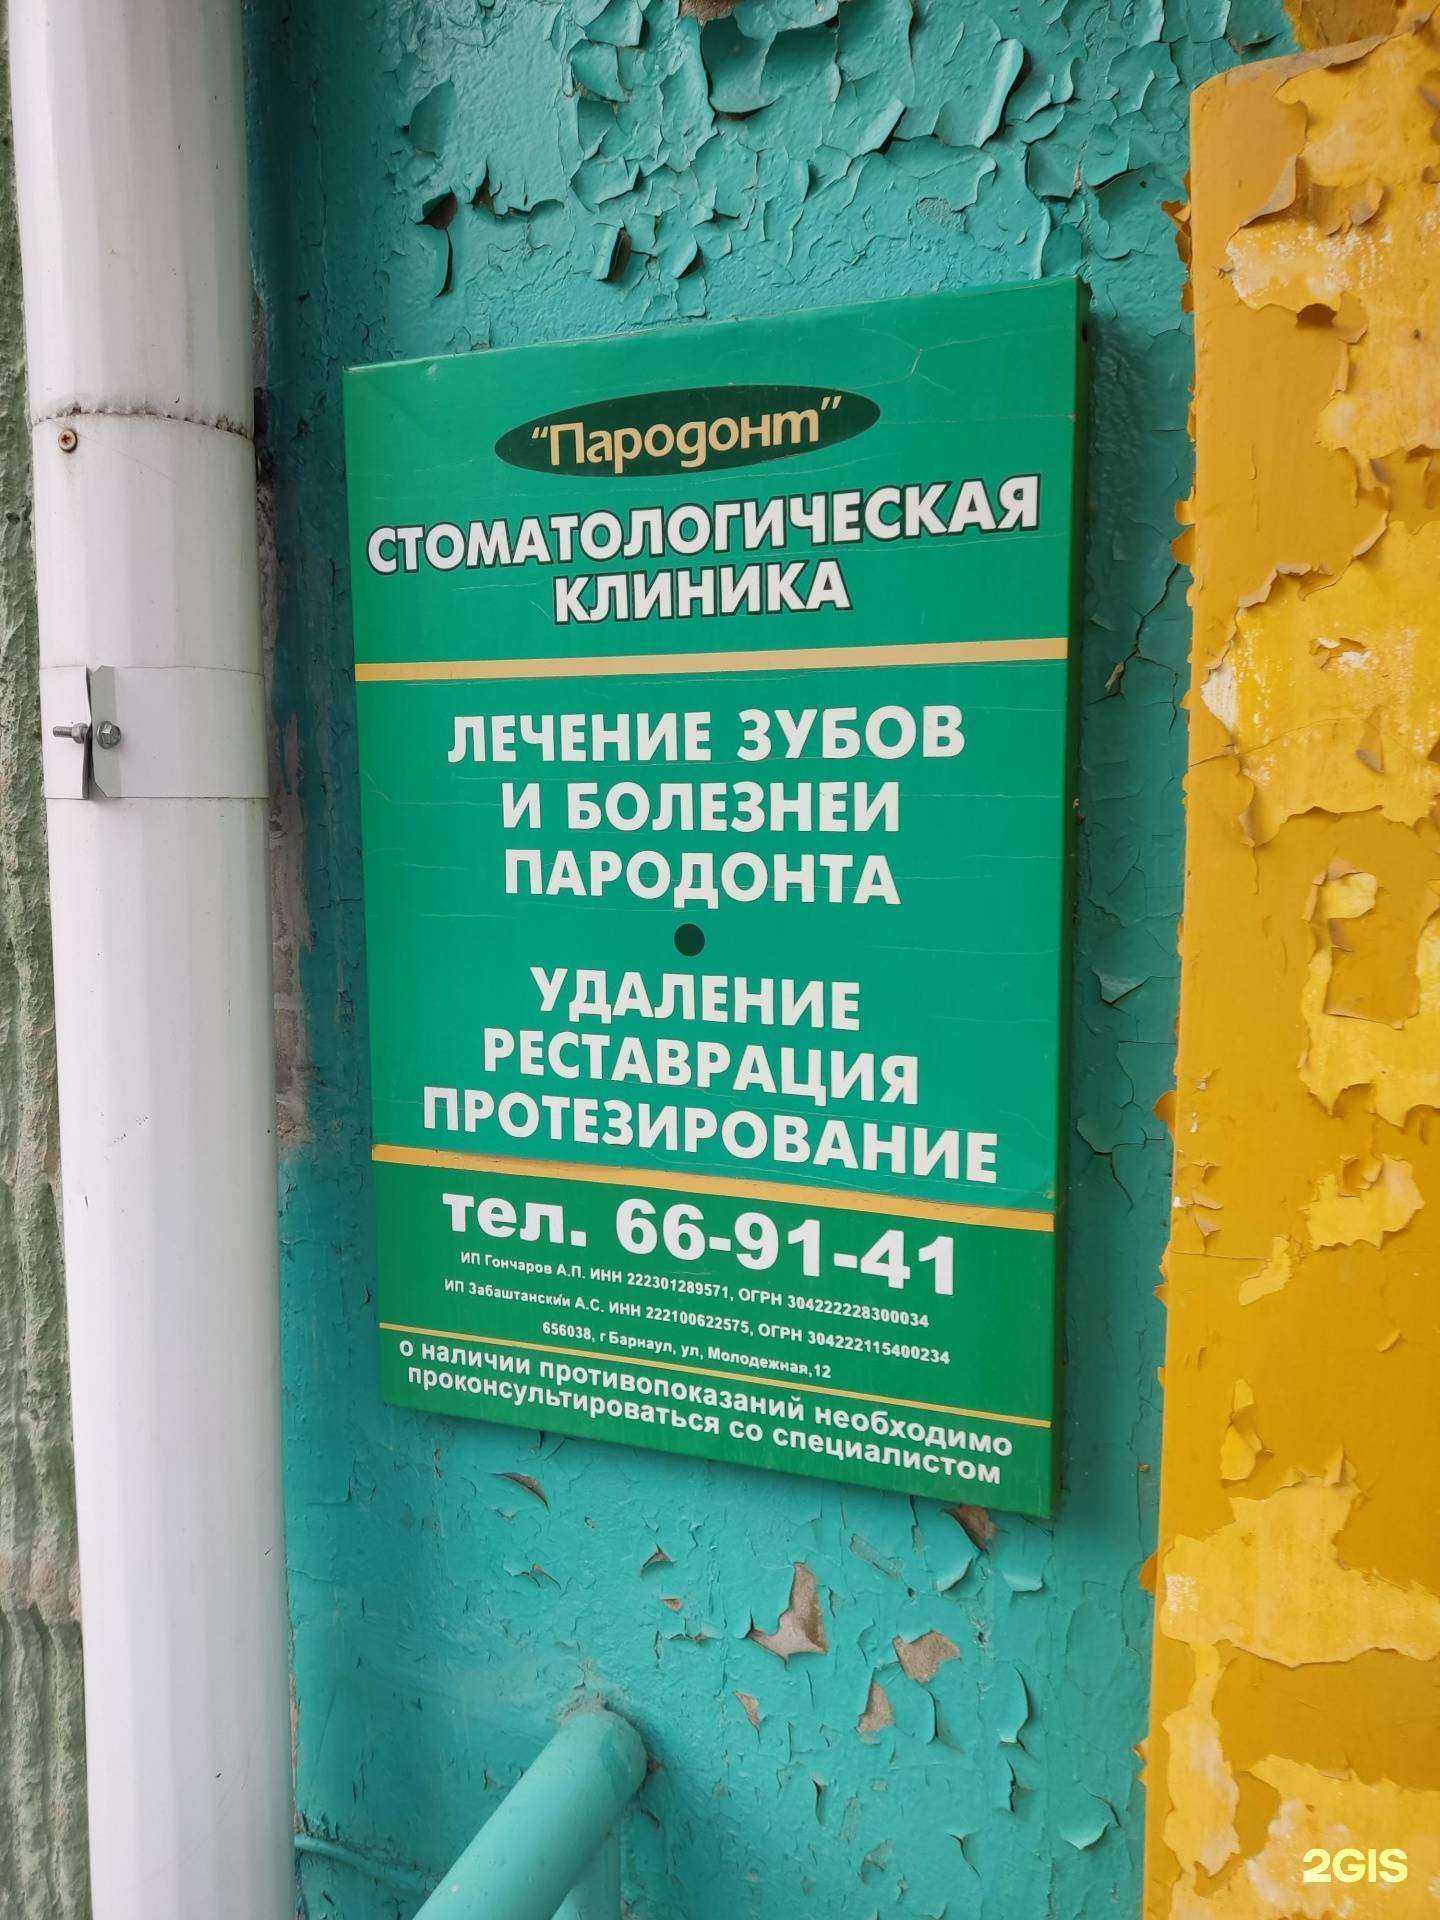 "Пародонт"
СТОМАТОЛОГИЧЕСКАЯ
КЛИНИКА
ЛЕЧЕНИЕ ЗУБОВ
И БОЛЕЗНЕИ
ПАРОДОНТА
УДАЛЕНИЕ
РЕСТАВРАЦИЯ
ПРОТЕЗИРОВАНИЕ
тел. 66-91-41
ИП Гончаров А.П. ИНН 222301289571, ОГРН 304222228300034
ИП Забаштанский А.С. ИНН 222100622575, ОГРН 304222115400234
656038, г Барнаул, ул, Молодежная,12
о наличии противопоказаний необходимо
проконсультироваться со специалистом
2GIS